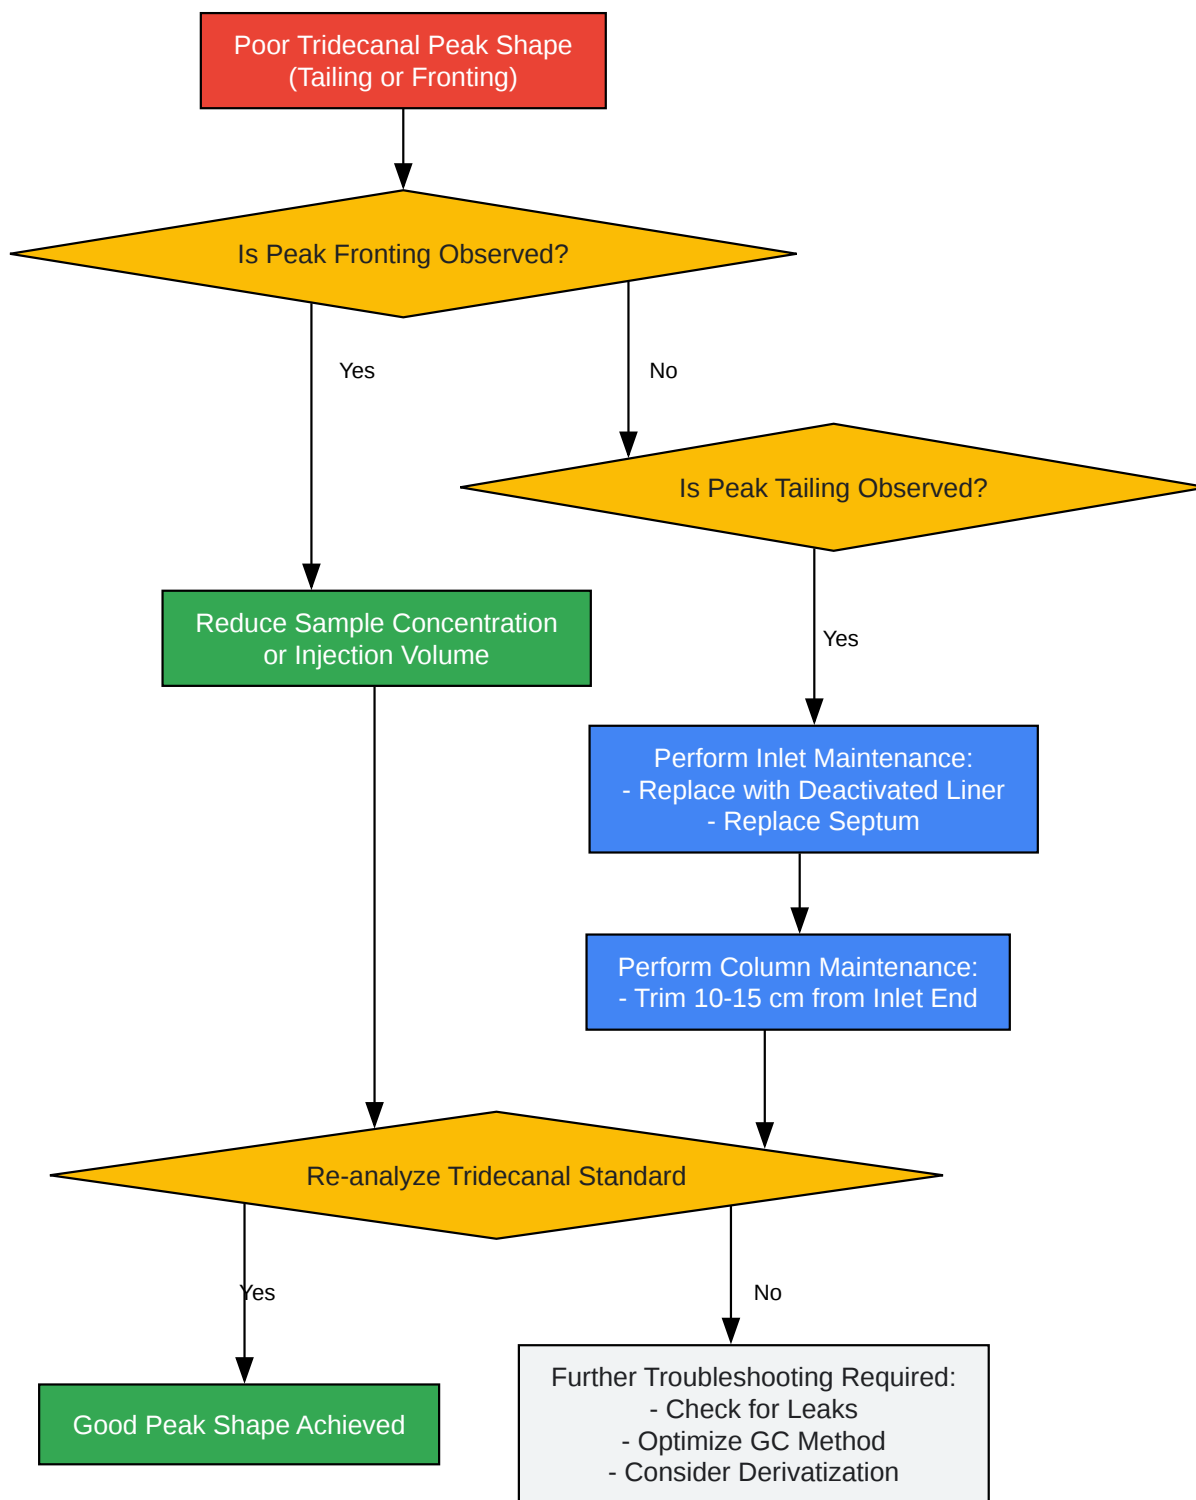 Poor Tridecanal Peak Shape
(Tailing or Fronting)
Is Peak Fronting Observed?
Yes
No
Is Peak Tailing Observed?
Reduce Sample Concentration
or Injection Volume
Yes
Perform Inlet Maintenance:
- Replace with Deactivated Liner
- Replace Septum
Perform Column Maintenance:
- Trim 10-15 cm from Inlet End
Re-analyze Tridecanal Standard
Yes
No
Good Peak Shape Achieved
Further Troubleshooting Required:
- Check for Leaks
- Optimize GC Method
- Consider Derivatization